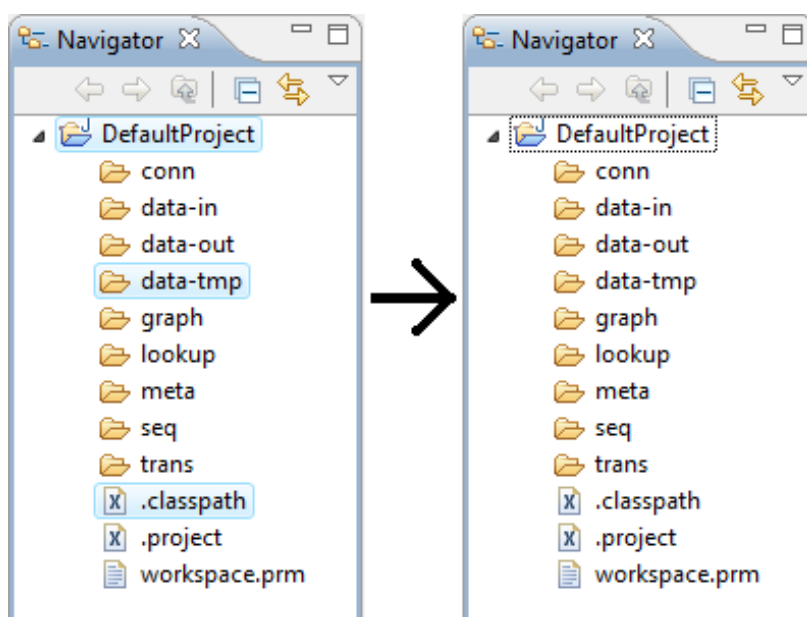 Navigator
DefaultProject
conn
data-in
data-out
data-tmp
graph
lookup
meta
seq
trans
.classpath
.project
workspace.prm
Navigator
DefaultProject
conn
data-in
data-out
data-tmp
graph
lookup
meta
seq
trans
.classpath
.project
workspace.prm